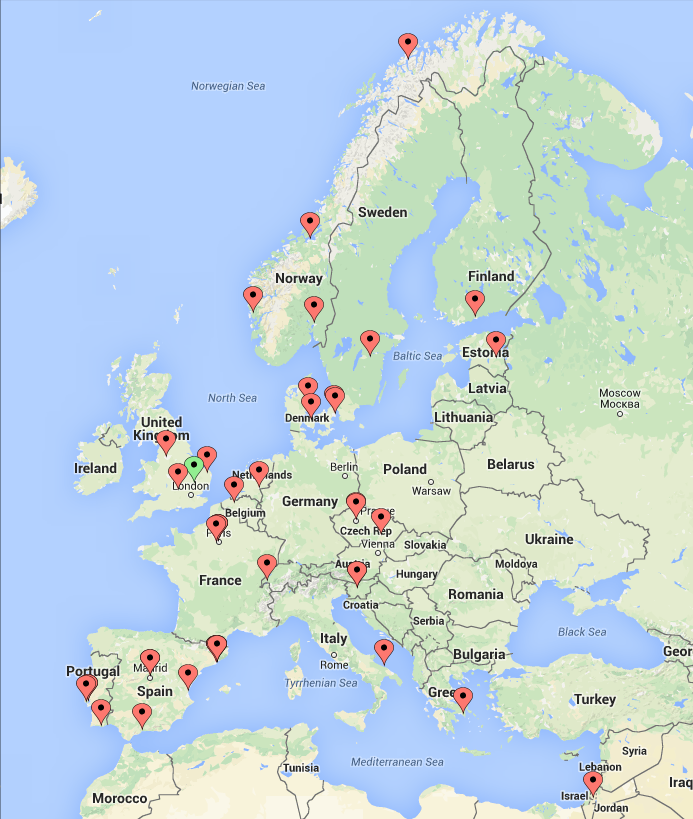 Norwegian Sea
Sweden
Norway
Finland
Baltic Sea
Estonia
Latvia
Moscow
Москва
North Sea
Denmark
Lithuania
United
Kingdom
Ireland
London
Netherlands
Berlin
Poland
Belarus
Warsaw
Germany
Belgium
Prague
Paris
Czech Rep
Ukraine
Vienna
Slovakia
Austria
Moldova
France
Hungary
Romania
Croatia
Serbia
Black Sea
Italy
Rome
Bulgaria
Geor
Portugal
Madrid
Spain
Tyrrhenian Sea
Gree
Turkey
Syria
Mediterranean Sea
Lebanon
Tunisia
Iraq
Morocco
Israel
Jordan